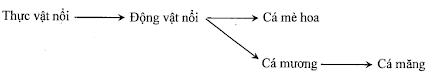 Thực vật nổi Động vật nổi Cá mè hoa
Cá mương Cá măng